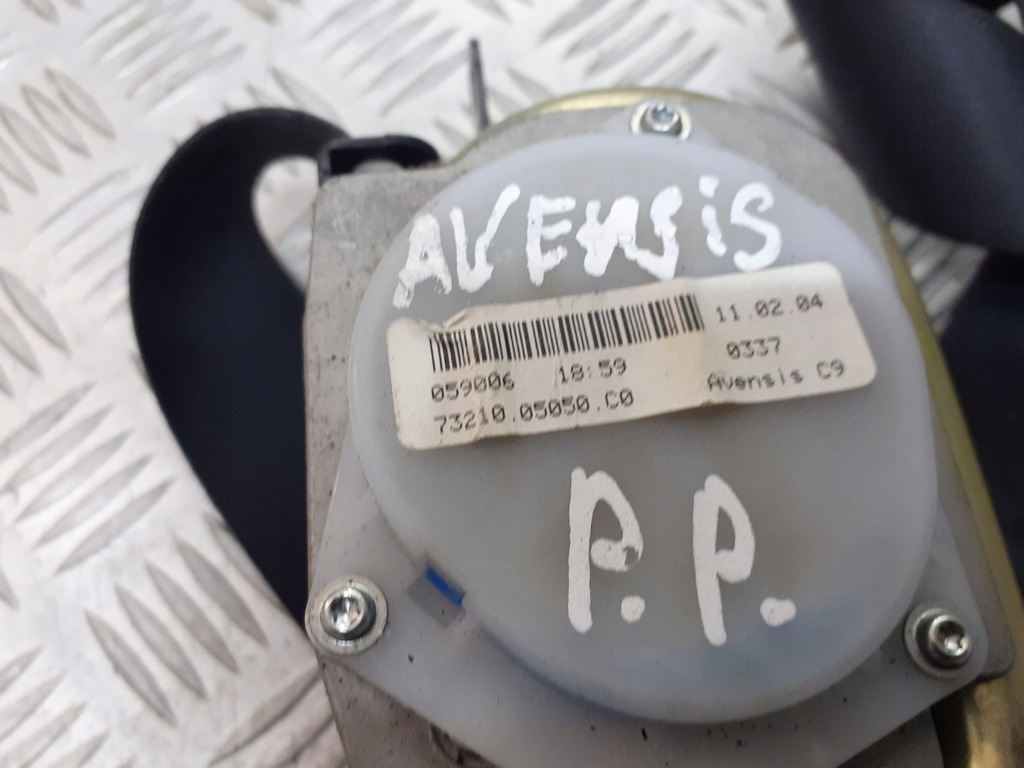 AVENSiS
11.02.04
059006 18:59 0337
73210.05050.C0 Avensis C9
P.P.